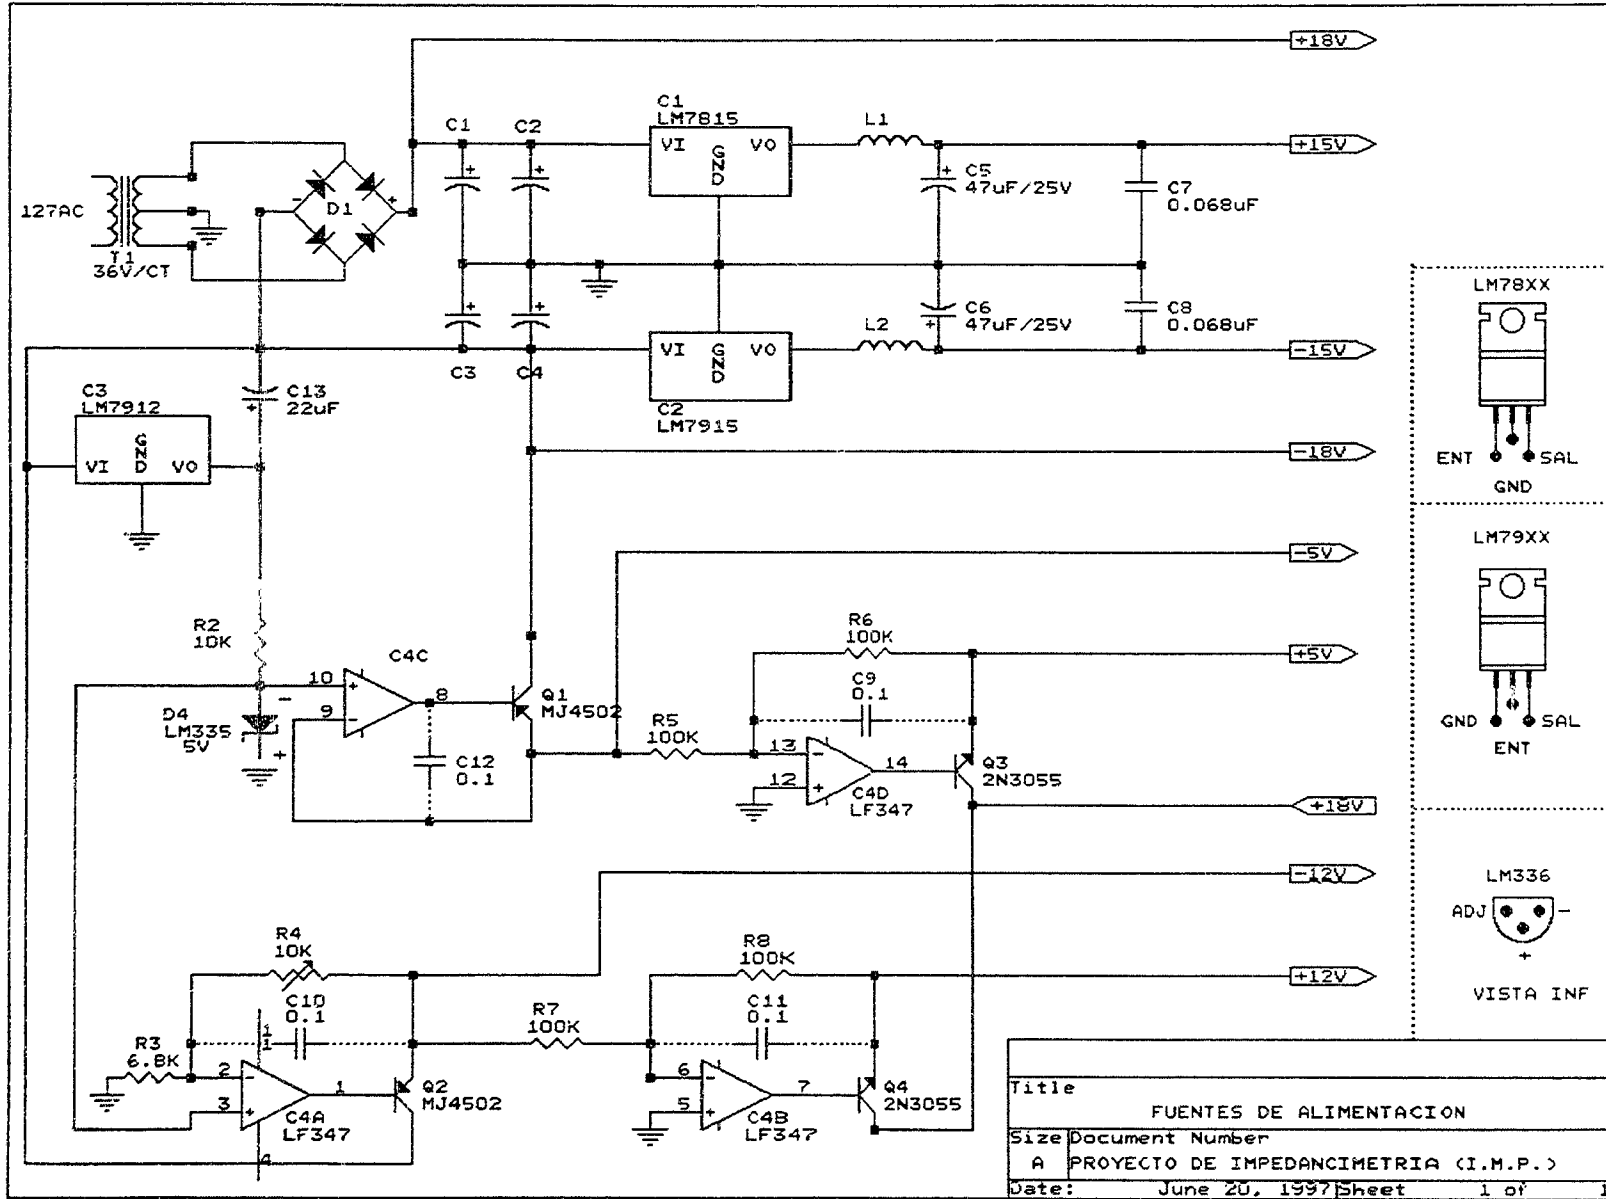 +18V
C1
LM7815
VI
GND
VO
C1
C2
L1
+15V
127AC
T1
36V/CT
-
D1
+
+
+
+
C5
47uF/25V
C7
0.068uF
+
+
+
C6
47uF/25V
C8
0.068uF
L2
VI
GND
VO
-15V
C3
C4
C2
LM7915
C3
LM7912
C13
22uF
+
VI
GND
VO
-18V
-5V
R2
10K
C4C
R6
100K
+5V
10
-
+
8
Q1
MJ4502
C9
0.1
D4
LM335
5V
+
9
-
R5
100K
C12
0.1
13
-
14
Q3
2N3055
12
+
C4D
LF347
+18V
-12V
R4
10K
R8
100K
+12V
C10
0.1
C11
0.1
R7
100K
R3
6.8K
11
2
-
1
Q2
MJ4502
3
+
C4A
LF347
4
6
-
7
Q4
2N3055
5
+
C4B
LF347
LM78XX
ENT
SAL
GND
LM79XX
GND
SAL
ENT
LM336
ADJ
-
+
VISTA INF
Title
FUENTES DE ALIMENTACION
Size
Document Number
A
PROYECTO DE IMPEDANCIMETRIA (I.M.P.)
Date:
June 20, 1997
Sheet
1 of
1